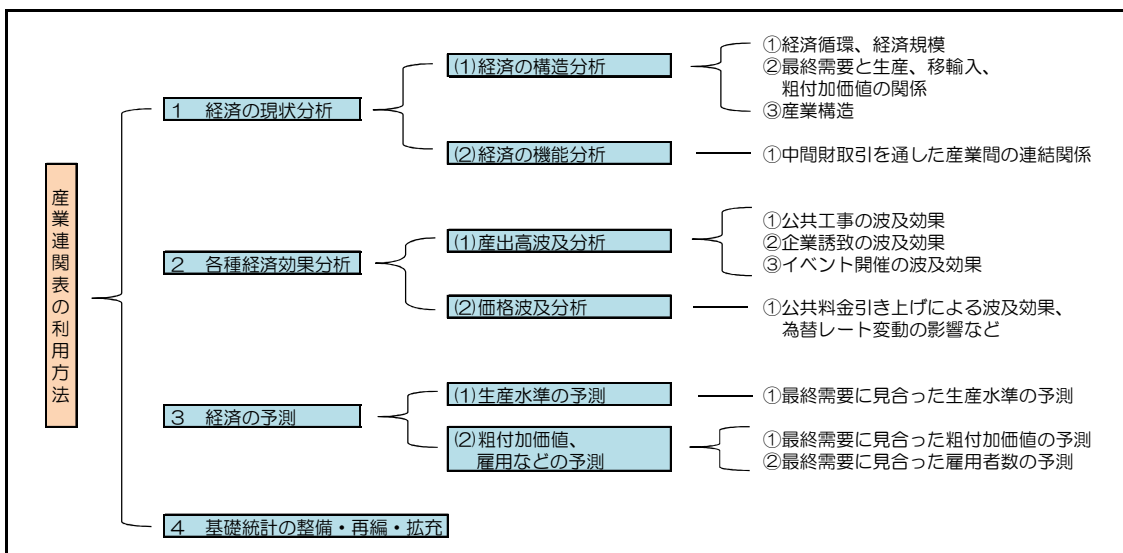 産業連関表の利用方法
1 経済の現状分析
(1)経済の構造分析
①経済循環、経済規模
②最終需要と生産、移輸入、
粗付加価値の関係
③産業構造
(2)経済の機能分析
①中間財取引を通した産業間の連結関係
2 各種経済効果分析
(1)産出高波及分析
①公共工事の波及効果
②企業誘致の波及効果
③イベント開催の波及効果
(2)価格波及分析
①公共料金引き上げによる波及効果、
為替レート変動の影響など
3 経済の予測
(1)生産水準の予測
①最終需要に見合った生産水準の予測
(2)粗付加価値、
雇用などの予測
①最終需要に見合った粗付加価値の予測
②最終需要に見合った雇用者数の予測
4 基礎統計の整備・再編・拡充